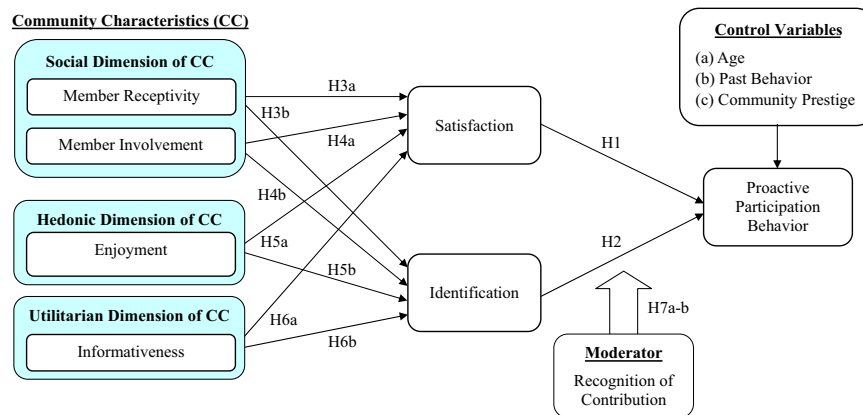 Community Characteristics (CC)
Social Dimension of CC
Member Receptivity
Member Involvement
Hedonic Dimension of CC
Enjoyment
Utilitarian Dimension of CC
Informativeness
H3a
H3b
H4a
H4b
H5a
H5b
H6a
H6b
Satisfaction
Identification
H1
H2
H7a-b
Moderator
Recognition of
Contribution
Control Variables
(a) Age
(b) Past Behavior
(c) Community Prestige
Proactive
Participation
Behavior